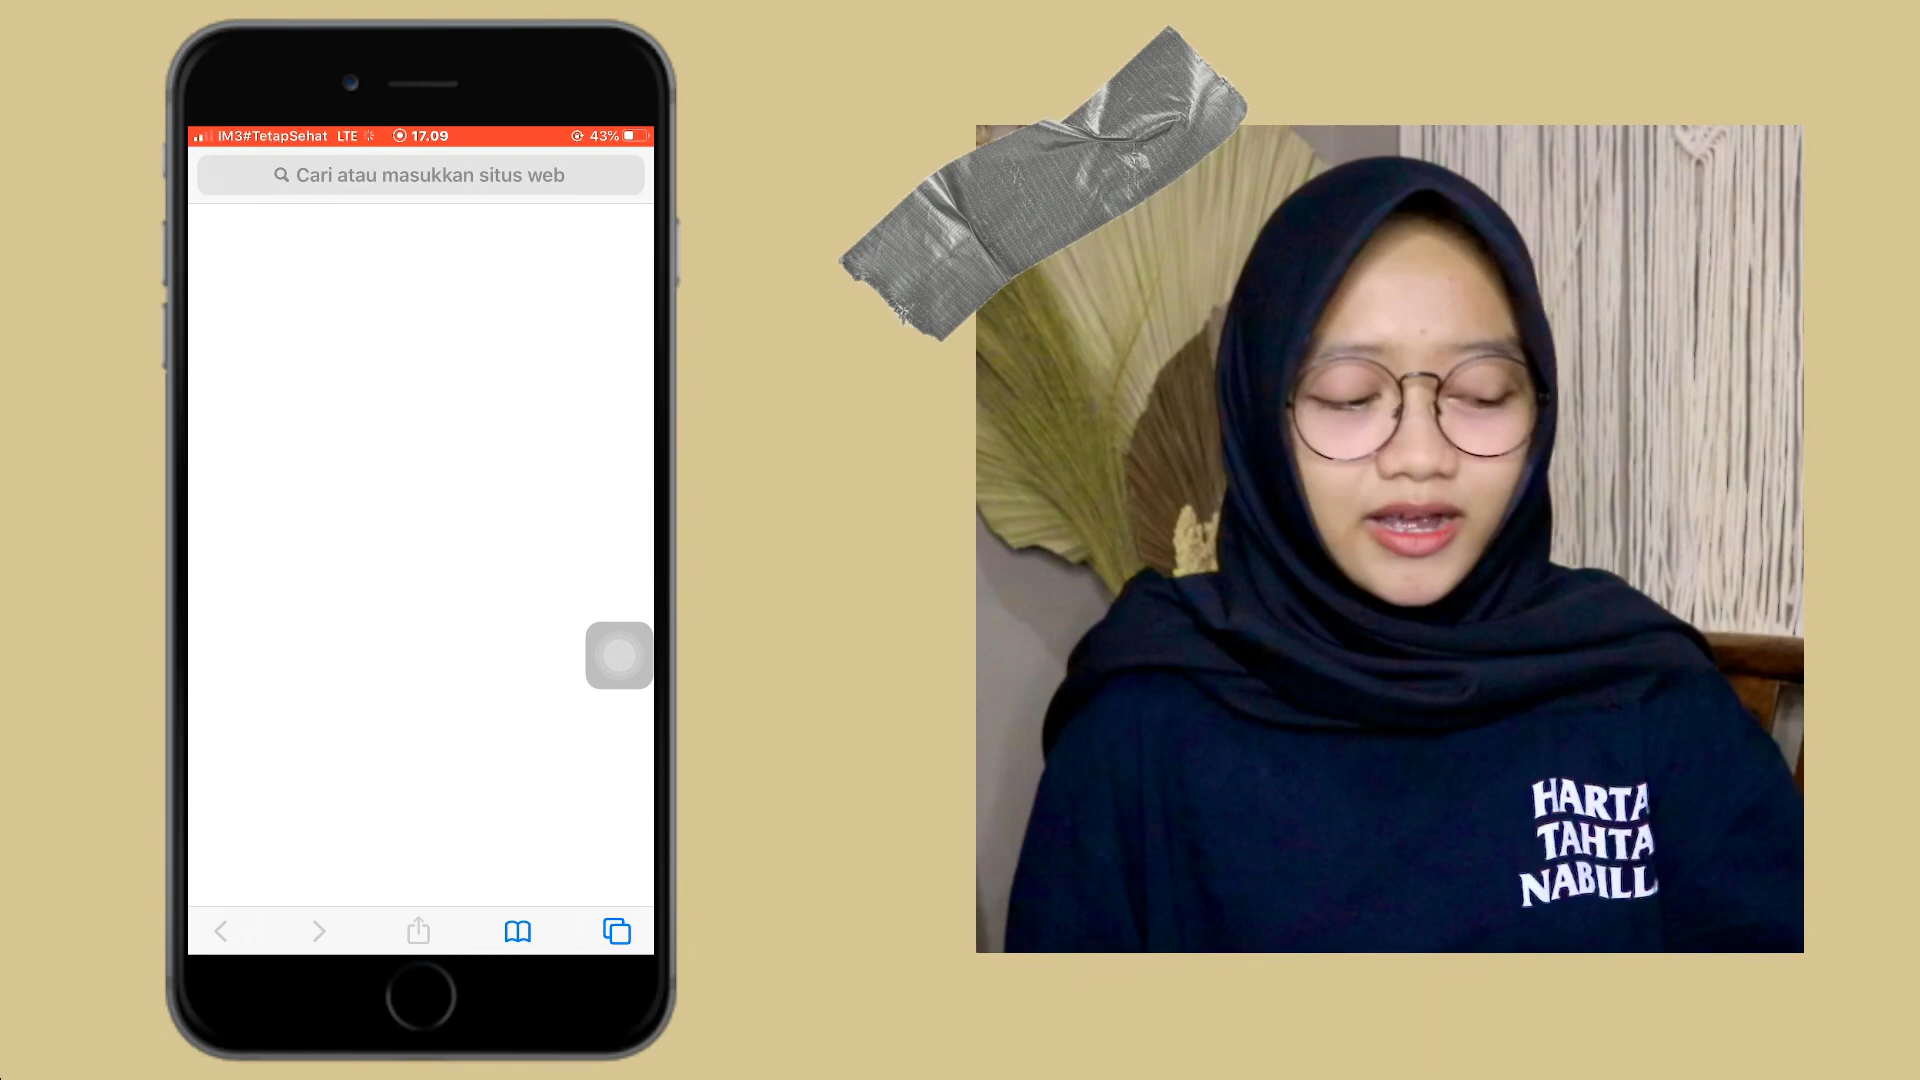 IM3#TetapSehat LTE 17.09 43%
Cari atau masukkan situs web
HARTA
TAHTA
NABILL